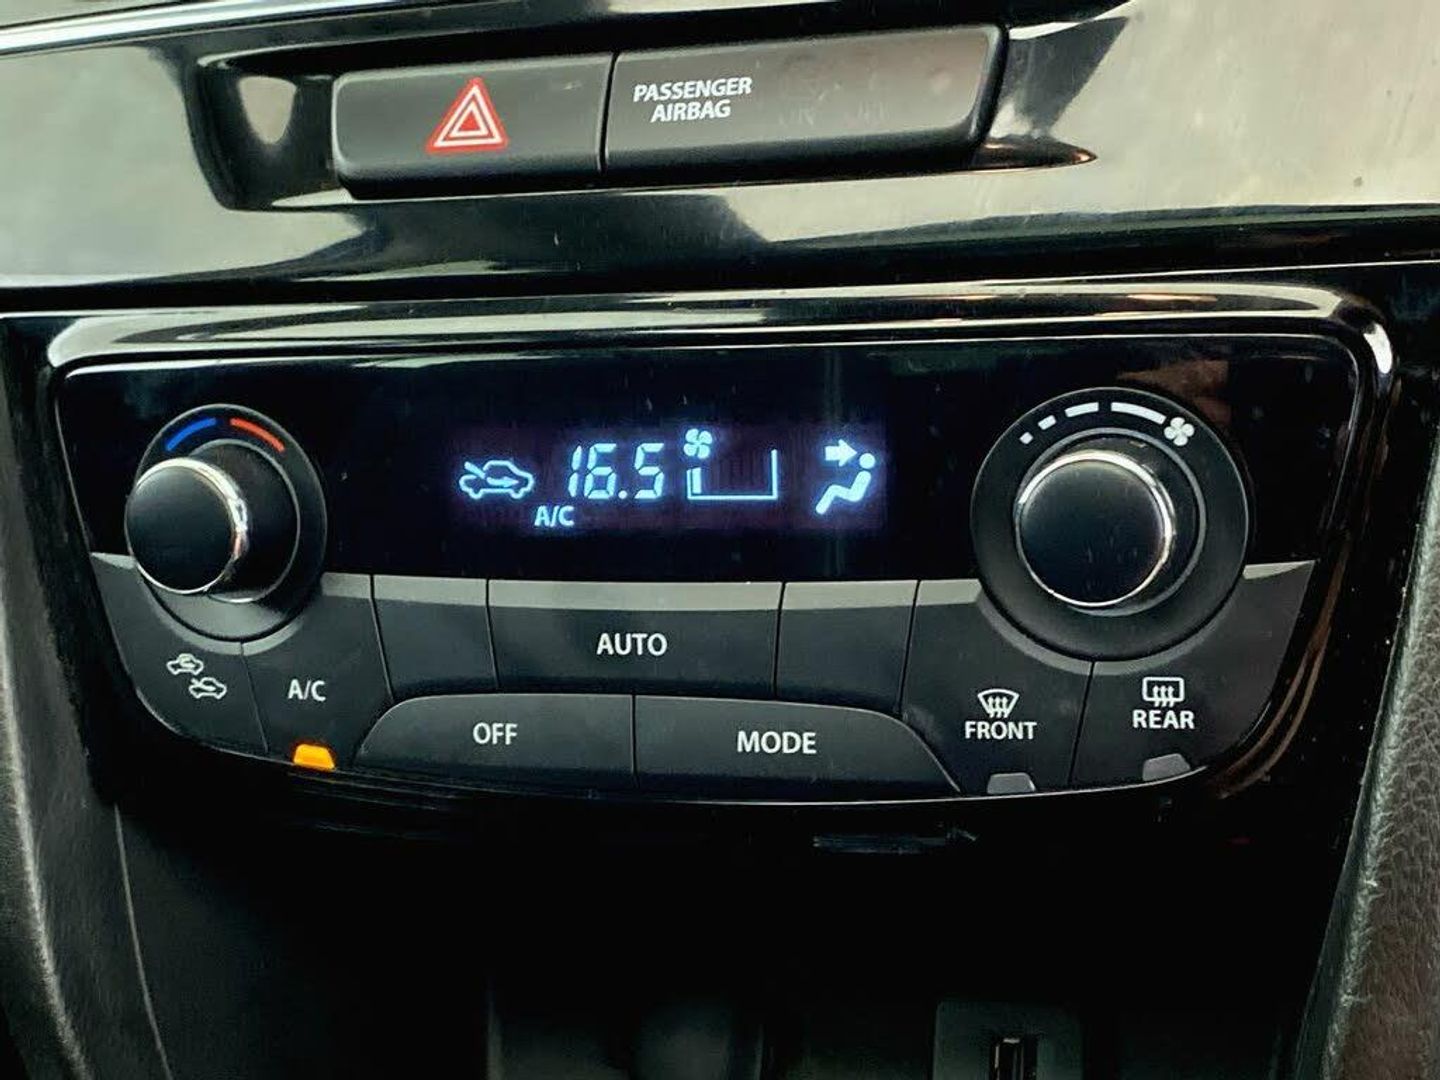 PASSENGER
AIRBAG
16.5
A/C
AUTO
A/C
OFF
MODE
FRONT
REAR